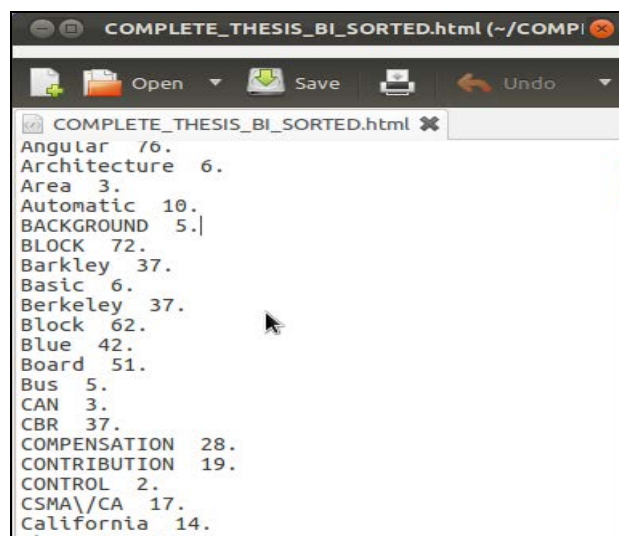 COMPLETE_THESIS_BI_SORTED.html (~/COMPI
Open Save Undo
COMPLETE_THESIS_BI_SORTED.html
Angular 76.
Architecture 6.
Area 3.
Automatic 10.
BACKGROUND 5.
BLOCK 72.
Barkley 37.
Basic 6.
Berkeley 37.
Block 62.
Blue 42.
Board 51.
Bus 5.
CAN 3.
CBR 37.
COMPENSATION 28.
CONTRIBUTION 19.
CONTROL 2.
CSMA\/CA 17.
California 14.